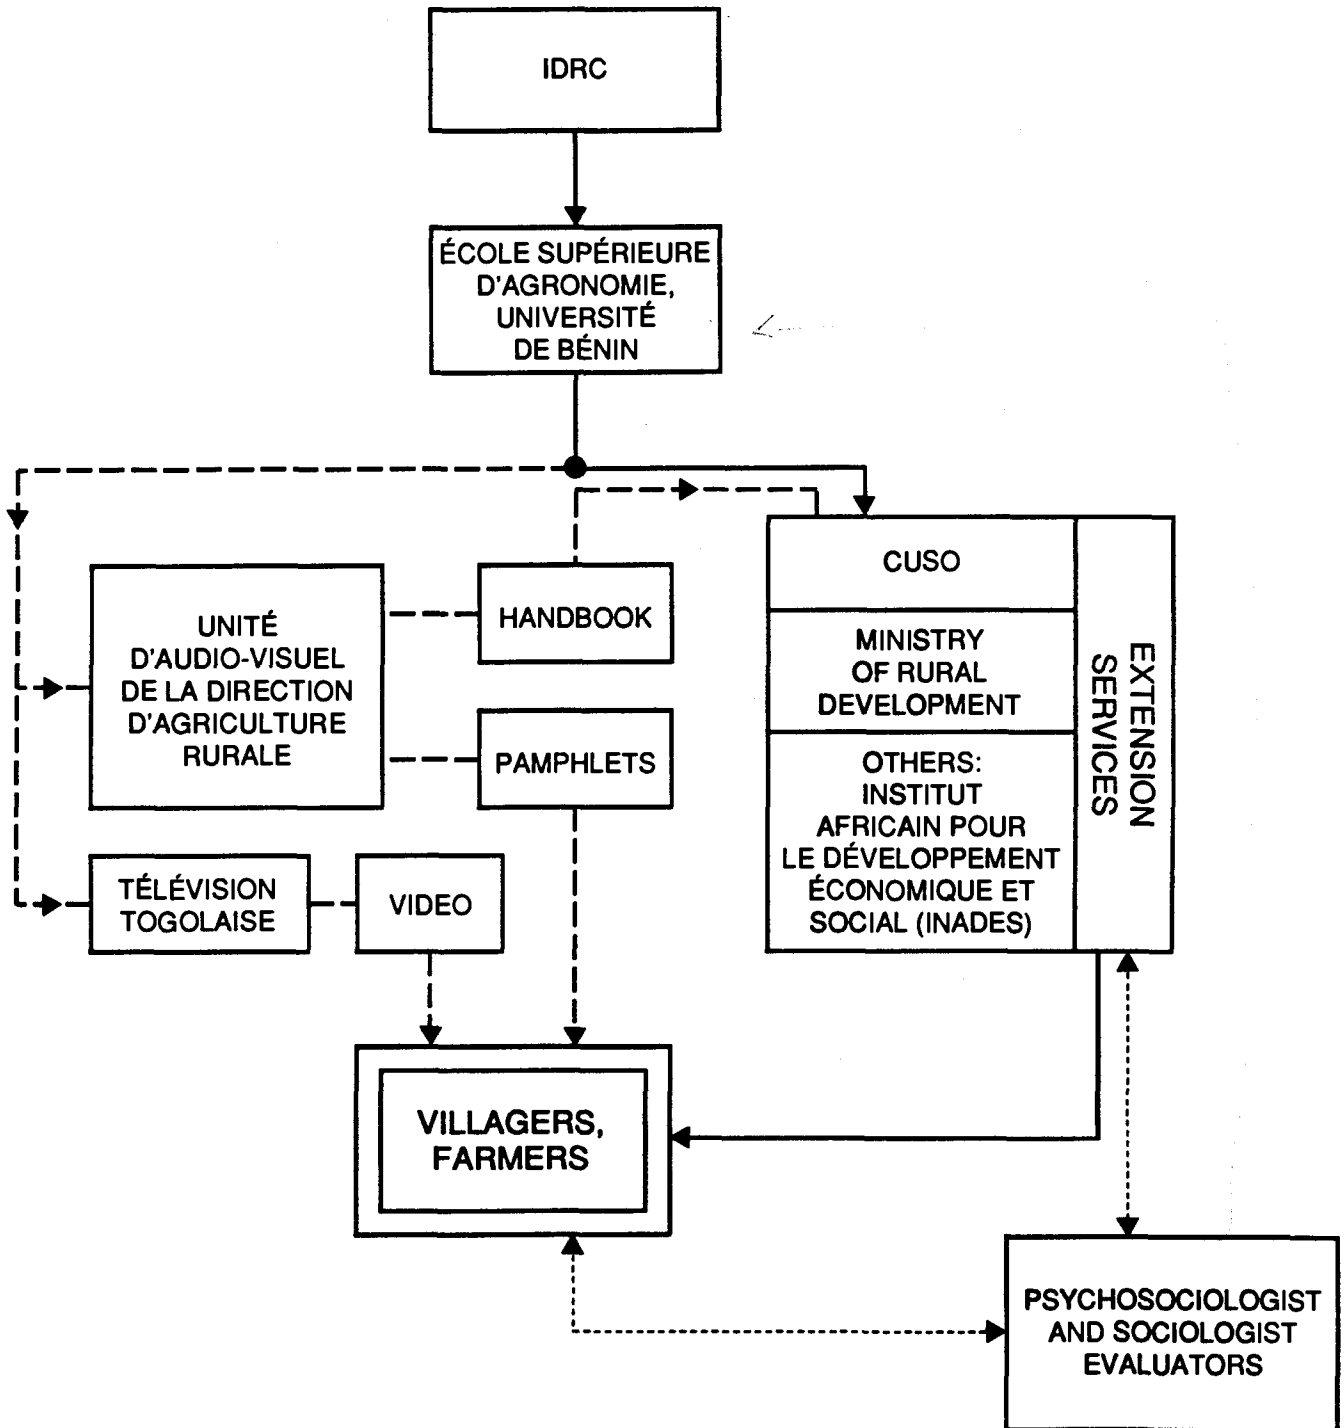 IDRC
ÉCOLE SUPÉRIEURE
D'AGRONOMIE,
UNIVERSITÉ
DE BÉNIN
UNITÉ
D'AUDIO-VISUEL
DE LA DIRECTION
D'AGRICULTURE
RURALE
HANDBOOK
PAMPHLETS
TÉLÉVISION
TOGOLAISE
VIDEO
CUSO
MINISTRY
OF RURAL
DEVELOPMENT
OTHERS:
INSTITUT
AFRICAIN POUR
LE DÉVELOPPEMENT
ÉCONOMIQUE ET
SOCIAL (INADES)
EXTENSION
SERVICES
VILLAGERS,
FARMERS
PSYCHOSOCIOLOGIST
AND SOCIOLOGIST
EVALUATORS